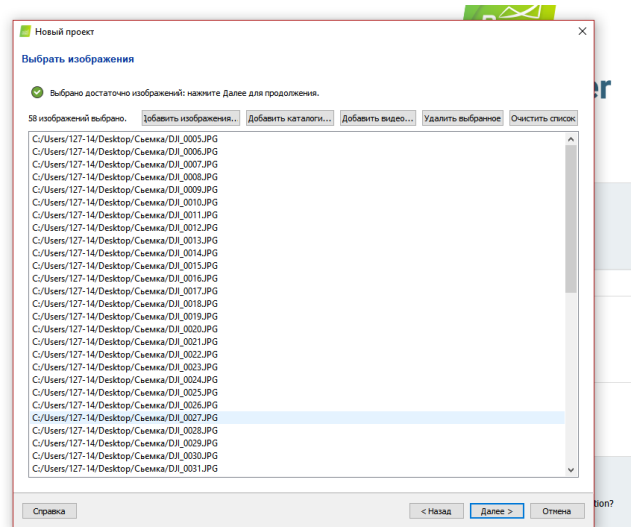 Новый проект
Выбрать изображения
Выбрано достаточно изображений: нажмите Далее для продолжения.
58 изображений выбрано. Добавить изображения.. Добавить каталоги... Добавить видео... Удалить выбранное Очистить список
C:/Users/127-14/Desktop/Съемка/DJI_0005.JPG
C:/Users/127-14/Desktop/Съемка/DJI_0006.JPG
C:/Users/127-14/Desktop/Съемка/DJI_0007.JPG
C:/Users/127-14/Desktop/Съемка/DJI_0008.JPG
C:/Users/127-14/Desktop/Съемка/DJI_0009.JPG
C:/Users/127-14/Desktop/Съемка/DJI_0010.JPG
C:/Users/127-14/Desktop/Съемка/DJI_0011.JPG
C:/Users/127-14/Desktop/Съемка/DJI_0012.JPG
C:/Users/127-14/Desktop/Съемка/DJI_0013.JPG
C:/Users/127-14/Desktop/Съемка/DJI_0014.JPG
C:/Users/127-14/Desktop/Съемка/DJI_0015.JPG
C:/Users/127-14/Desktop/Съемка/DJI_0016.JPG
C:/Users/127-14/Desktop/Съемка/DJI_0017.JPG
C:/Users/127-14/Desktop/Съемка/DJI_0018.JPG
C:/Users/127-14/Desktop/Съемка/DJI_0019.JPG
C:/Users/127-14/Desktop/Съемка/DJI_0020.JPG
C:/Users/127-14/Desktop/Съемка/DJI_0021.JPG
C:/Users/127-14/Desktop/Съемка/DJI_0022.JPG
C:/Users/127-14/Desktop/Съемка/DJI_0023.JPG
C:/Users/127-14/Desktop/Съемка/DJI_0024.JPG
C:/Users/127-14/Desktop/Съемка/DJI_0025.JPG
C:/Users/127-14/Desktop/Съемка/DJI_0026.JPG
C:/Users/127-14/Desktop/Съемка/DJI_0027.JPG
C:/Users/127-14/Desktop/Съемка/DJI_0028.JPG
C:/Users/127-14/Desktop/Съемка/DJI_0029.JPG
C:/Users/127-14/Desktop/Съемка/DJI_0030.JPG
C:/Users/127-14/Desktop/Съемка/DJI_0031.JPG
Справка < Назад Далее > Отмена